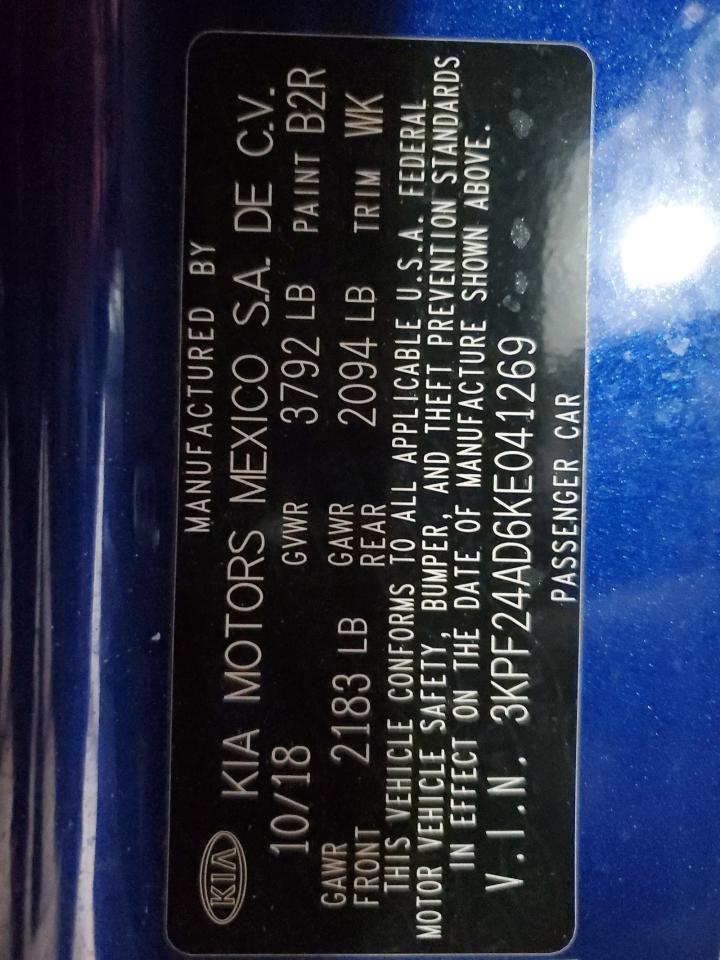 MANUFACTURED BY
KIA KIA MOTORS MEXICO S.A. DE C.V.
10/18 GVWR 3792 LB PAINT B2R
GAWR FRONT 2183 LB GAWR REAR 2094 LB TRIM WK
THIS VEHICLE CONFORMS TO ALL APPLICABLE U.S.A. FEDERAL
MOTOR VEHICLE SAFETY, BUMPER, AND THEFT PREVENTION STANDARDS
IN EFFECT ON THE DATE OF MANUFACTURE SHOWN ABOVE.
V.I.N. 3KPF24AD6KE041269
PASSENGER CAR